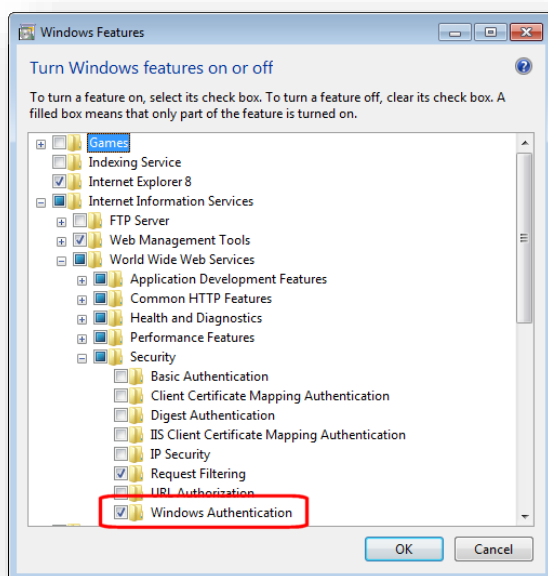 Windows Features
Turn Windows features on or off
To turn a feature on, select its check box. To turn a feature off, clear its check box. A
filled box means that only part of the feature is turned on.
Games
Indexing Service
Internet Explorer 8
Internet Information Services
FTP Server
Web Management Tools
World Wide Web Services
Application Development Features
Common HTTP Features
Health and Diagnostics
Performance Features
Security
Basic Authentication
Client Certificate Mapping Authentication
Digest Authentication
IIS Client Certificate Mapping Authentication
IP Security
Request Filtering
URL Authorization
Windows Authentication
OK Cancel